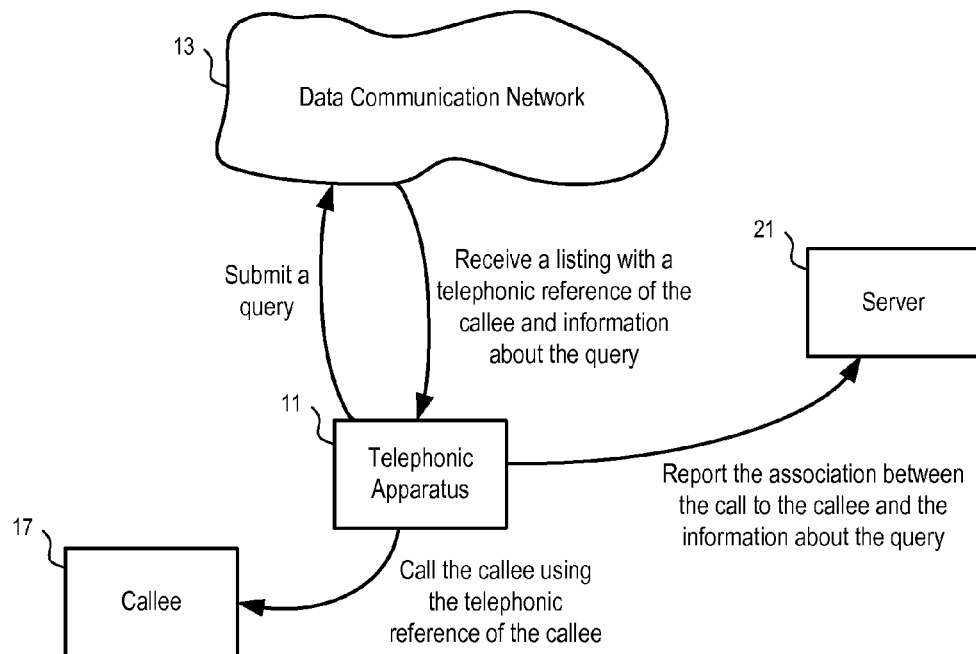 13
Data Communication Network
Submit a
query
Receive a listing with a
telephonic reference of the
callee and information
about the query
21
Server
11
Telephonic
Apparatus
Report the association between
the call to the callee and the
information about the query
17
Callee
Call the callee using
the telephonic
reference of the callee